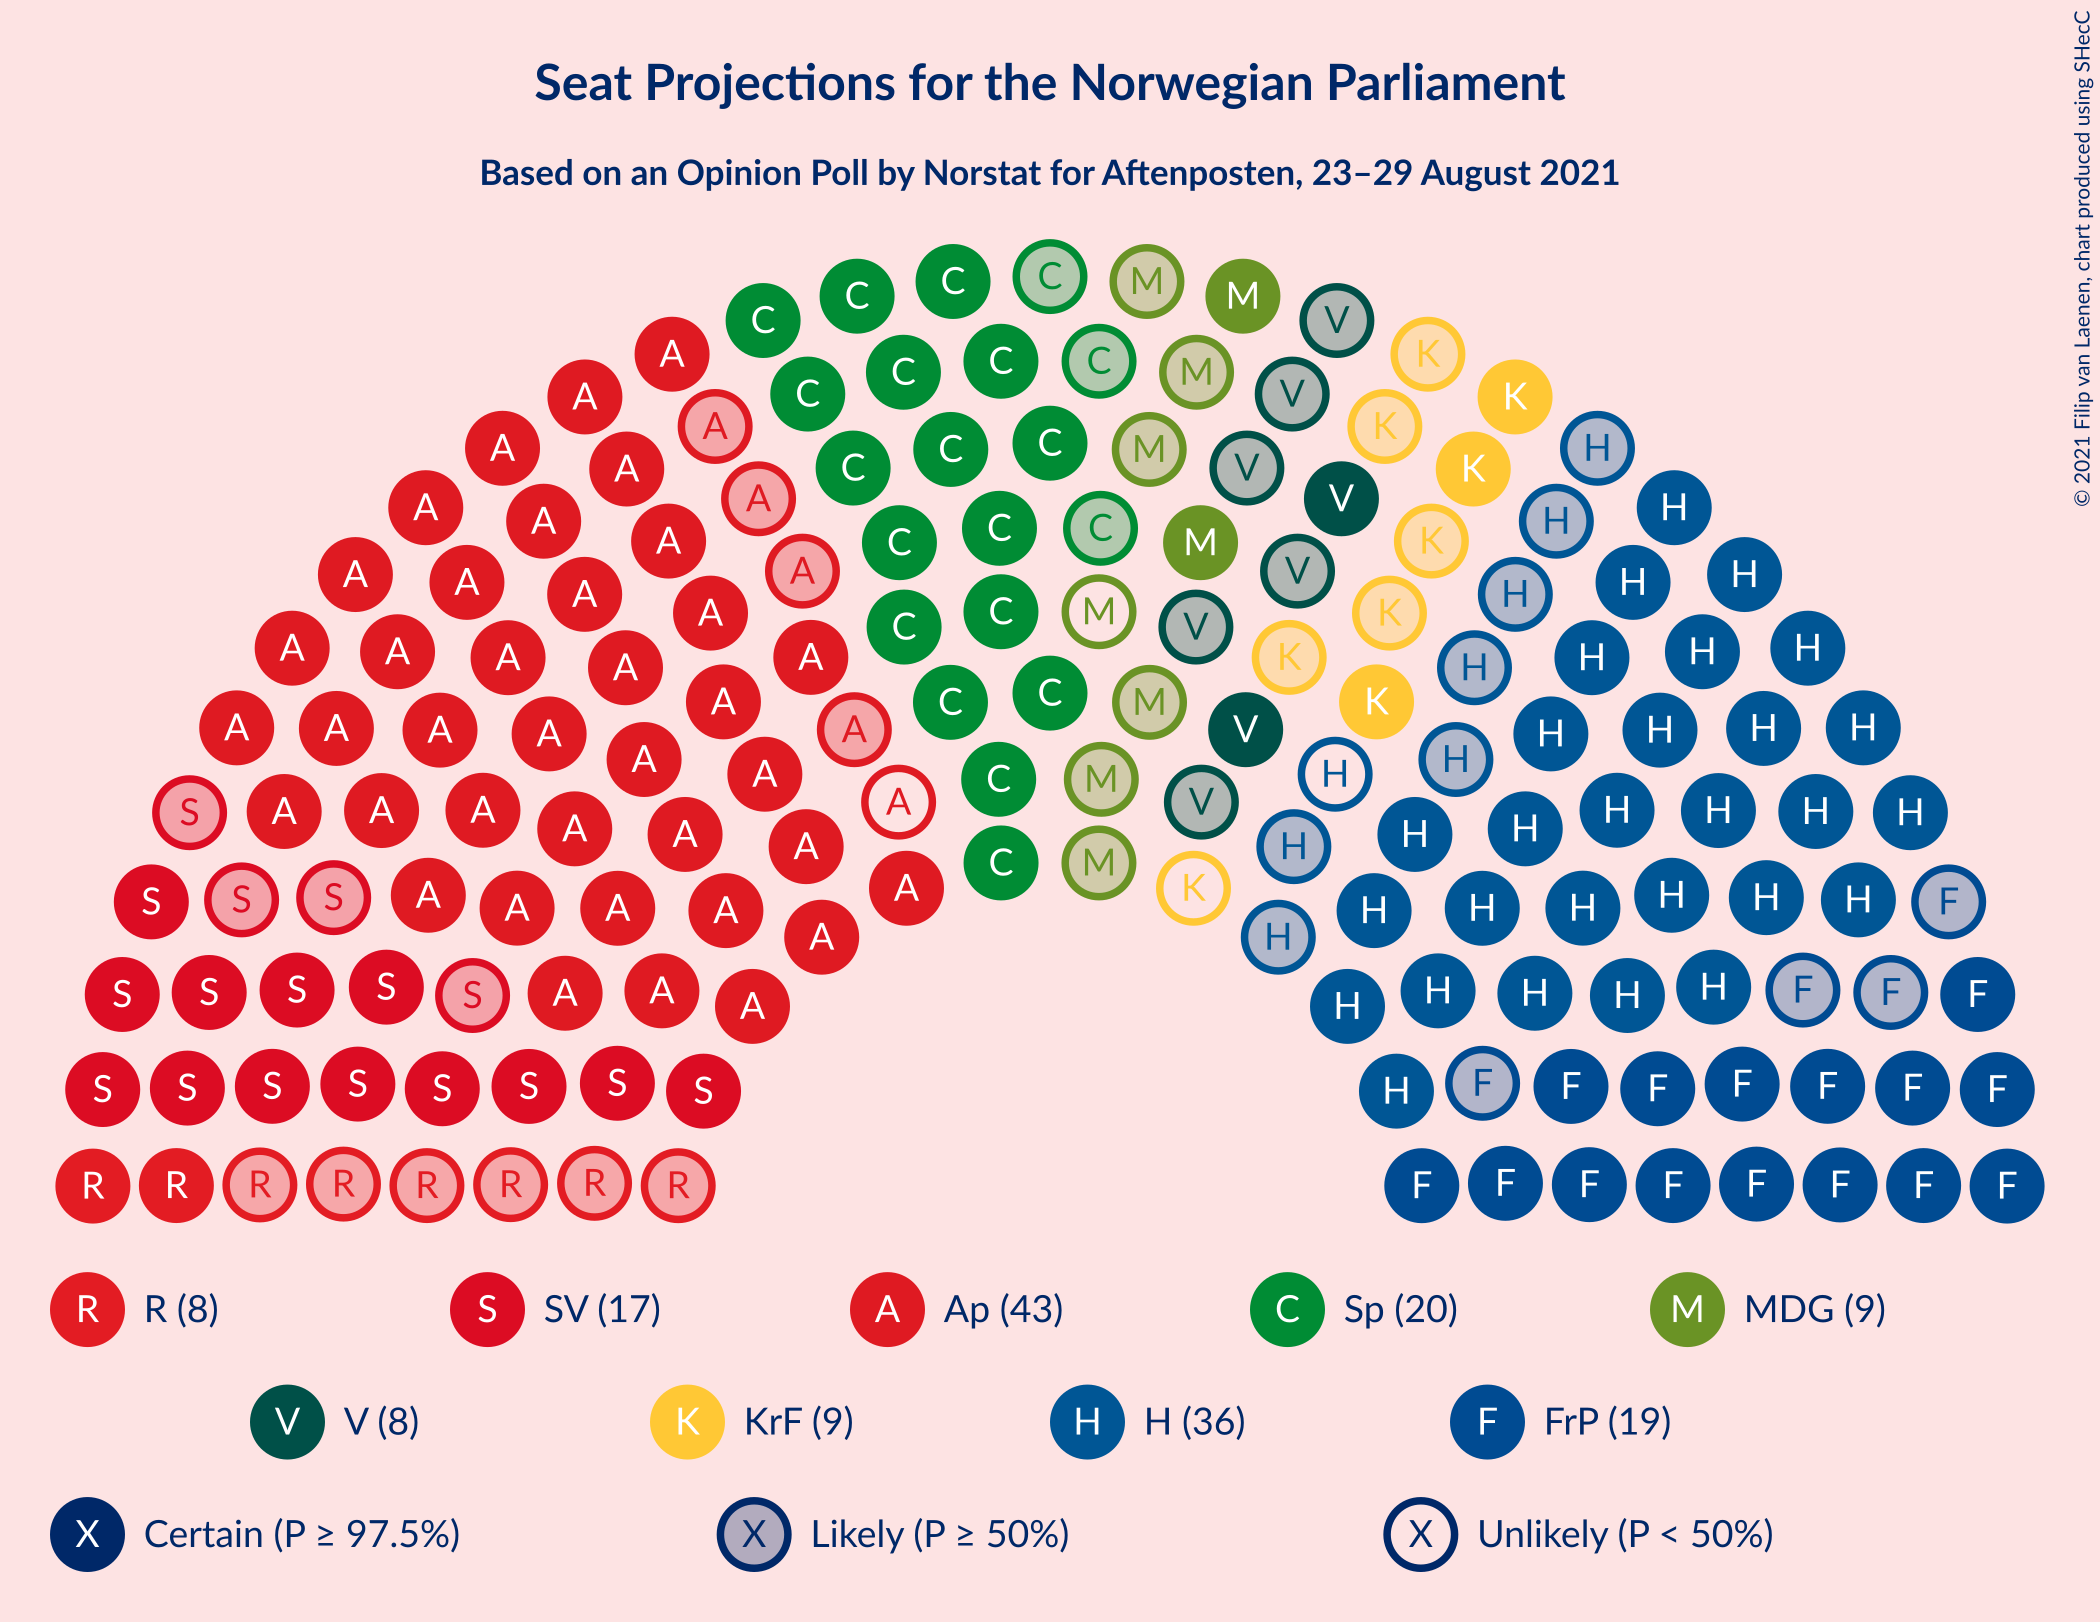 Seat Projections for the Norwegian Parliament
Based on an Opinion Poll by Norstat for Aftenposten, 23–29 August 2021
© 2021 Filip van Laenen, chart produced using SHecC
C C C M M
C V
A C C C M K
A C V K
A A C C M K H
A C V K
A A A C C V H H
A C M K
A A A A V H H H
A C C M V K
A A A A A K H H H H
A C C M K
A A A A A V H H H H
A A C M H H
S A A A A V H H H H
A A A H H H
S S S A A A A A C M K H H H H H H F
A H
S S S S S A A A H H H H H F F F
S S S S S S S S H F F F F F F F
R R R R R R R R F F F F F F F F
R R (8) S SV (17) A Ap (43) C Sp (20) M MDG (9)
V V (8) K KrF (9) H H (36) F FrP (19)
X Certain (P ≥ 97.5%) X Likely (P ≥ 50%) X Unlikely (P < 50%)